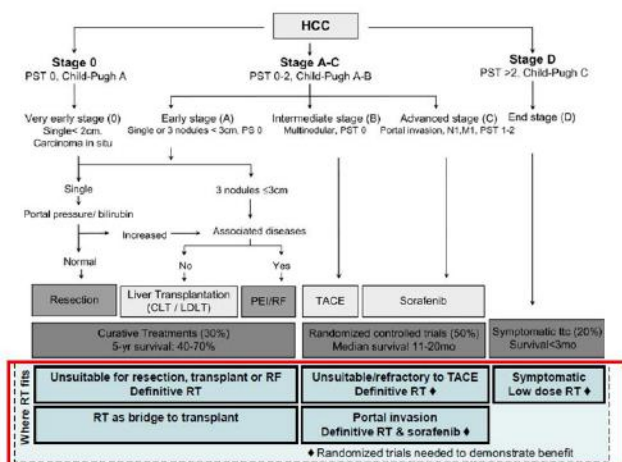 HCC
Stage 0
PST 0, Child-Pugh A
Stage A-C
PST 0-2, Child-Pugh A-B
Stage D
PST >2, Child-Pugh C
Very early stage (0)
Single< 2cm.
Carcinoma in situ
Early stage (A)
Single or 3 nodules < 3cm, PS 0
Intermediate stage (B)
Multinodular, PST 0
Advanced stage (C)
Portal invasion, N1,M1, PST 1-2
End stage (D)
Single
3 nodules ≤3cm
Portal pressure/ bilirubin
Increased
Associated diseases
Normal
No
Yes
Resection
Liver Transplantation
(CLT / LDLT)
PEI/RF
TACE
Sorafenib
Curative Treatments (30%)
5-yr survival: 40-70%
Randomized controlled trials (50%)
Median survival 11-20mo
Symptomatic ttc (20%)
Survival<3mo
Where RT fits
Unsuitable for resection, transplant or RF
Definitive RT
Unsuitable/refractory to TACE
Definitive RT ♦
Symptomatic
Low dose RT ♦
RT as bridge to transplant
Portal invasion
Definitive RT & sorafenib ♦
♦ Randomized trials needed to demonstrate benefit